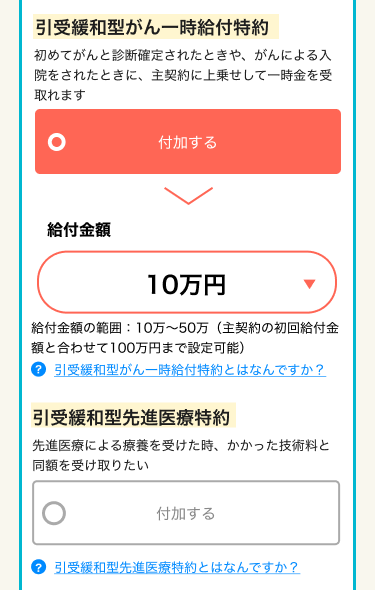 引受緩和型がん一時給付特約
初めてがんと診断確定されたときや、がんによる入
院をされたときに、主契約に上乗せして一時金を受
取れます
付加する
給付金額
10万円
給付金額の範囲：10万〜50万（主契約の初回給付金
額と合わせて100万円まで設定可能）
? 引受緩和型がん一時給付特約とはなんですか？
引受緩和型先進医療特約
先進医療による療養を受けた時、かかった技術料と
同額を受け取りたい
付加する
? 引受緩和型先進医療特約とはなんですか？